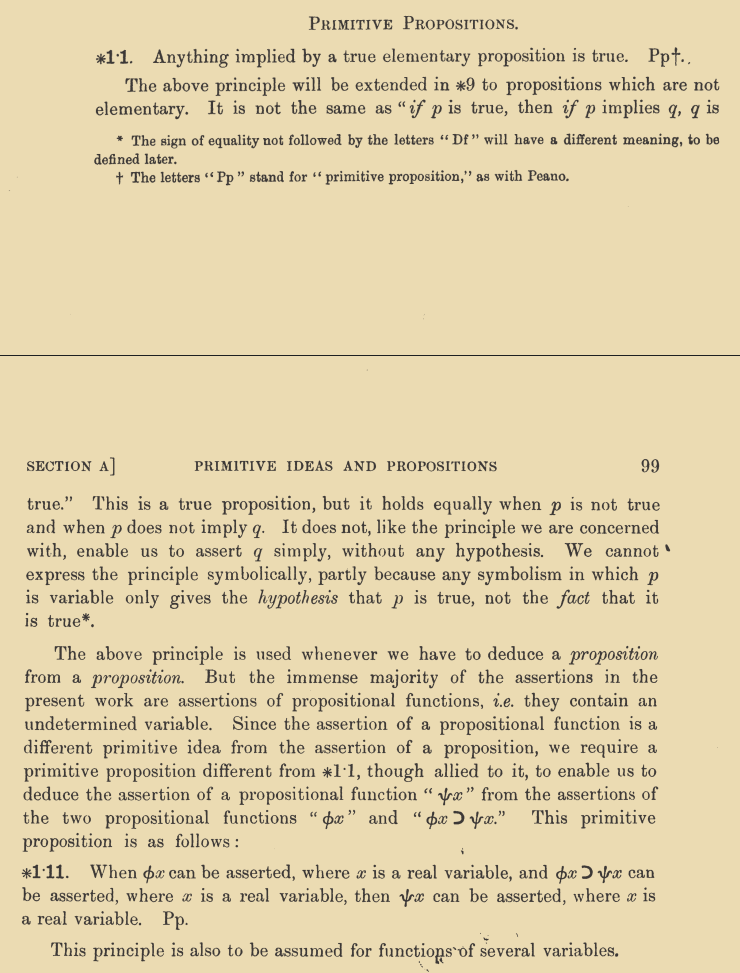 PRIMITIVE PROPOSITIONS.
*1·1. Anything implied by a true elementary proposition is true. Pp†.
The above principle will be extended in *9 to propositions which are not
elementary. It is not the same as “if p is true, then if p implies q, q is
* The sign of equality not followed by the letters “Df” will have a different meaning, to be
defined later.
† The letters “Pp” stand for “primitive proposition,” as with Peano.
SECTION A] PRIMITIVE IDEAS AND PROPOSITIONS 99
true.” This is a true proposition, but it holds equally when p is not true
and when p does not imply q. It does not, like the principle we are concerned
with, enable us to assert q simply, without any hypothesis. We cannot
express the principle symbolically, partly because any symbolism in which p
is variable only gives the hypothesis that p is true, not the fact that it
is true*.
The above principle is used whenever we have to deduce a proposition
from a proposition. But the immense majority of the assertions in the
present work are assertions of propositional functions, i.e. they contain an
undetermined variable. Since the assertion of a propositional function is a
different primitive idea from the assertion of a proposition, we require a
primitive proposition different from *1·1, though allied to it, to enable us to
deduce the assertion of a propositional function “ψx” from the assertions of
the two propositional functions “ϕx” and “ϕx ⊃ ψx.” This primitive
proposition is as follows:
*1·11. When ϕx can be asserted, where x is a real variable, and ϕx ⊃ ψx can
be asserted, where x is a real variable, then ψx can be asserted, where x is
a real variable. Pp.
This principle is also to be assumed for functions of several variables.